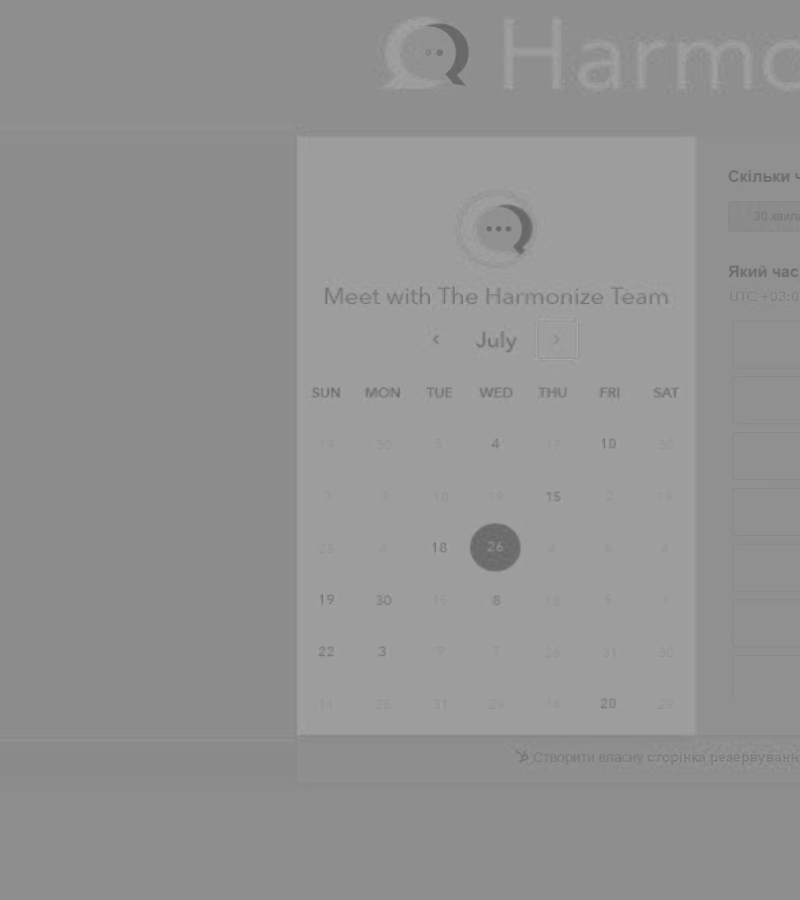 Harmo
Meet with The Harmonize Team
July
SUN MON TUE WED THU FRI SAT
19 30 5 4 17 10 30
3 7 10 19 15 2 19
25 4 18 26 4 4
19 30 15 8 18 1
22 3 9 7 26 31 30
11 28 31 29 18 20 29
Скільки ч
30 хвил
Який час
UTC +03:0
Створити власну сторінка резервуванн